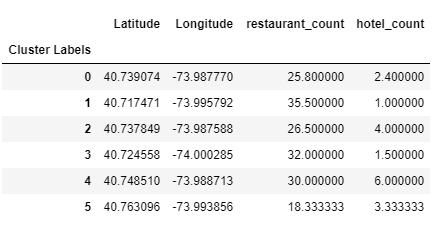 Latitude Longitude restaurant_count hotel_count
Cluster Labels
0 40.739074 -73.987770 25.800000 2.400000
1 40.717471 -73.995792 35.500000 1.000000
2 40.737849 -73.987588 26.500000 4.000000
3 40.724558 -74.000285 32.000000 1.500000
4 40.748510 -73.988713 30.000000 6.000000
5 40.763096 -73.993856 18.333333 3.333333